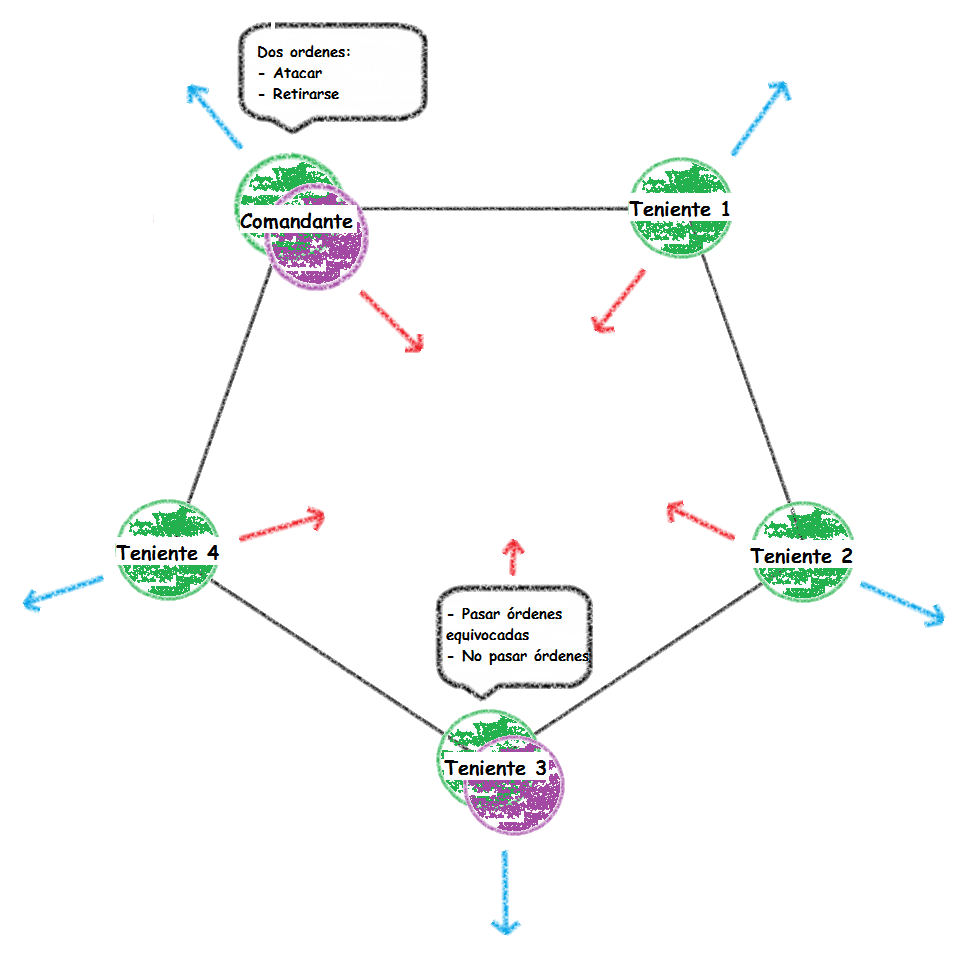 Dos ordenes:
- Atacar
- Retirarse
Comandante
Teniente 1
Teniente 4
Teniente 2
- Pasar órdenes
equivocadas
- No pasar órdenes
Teniente 3